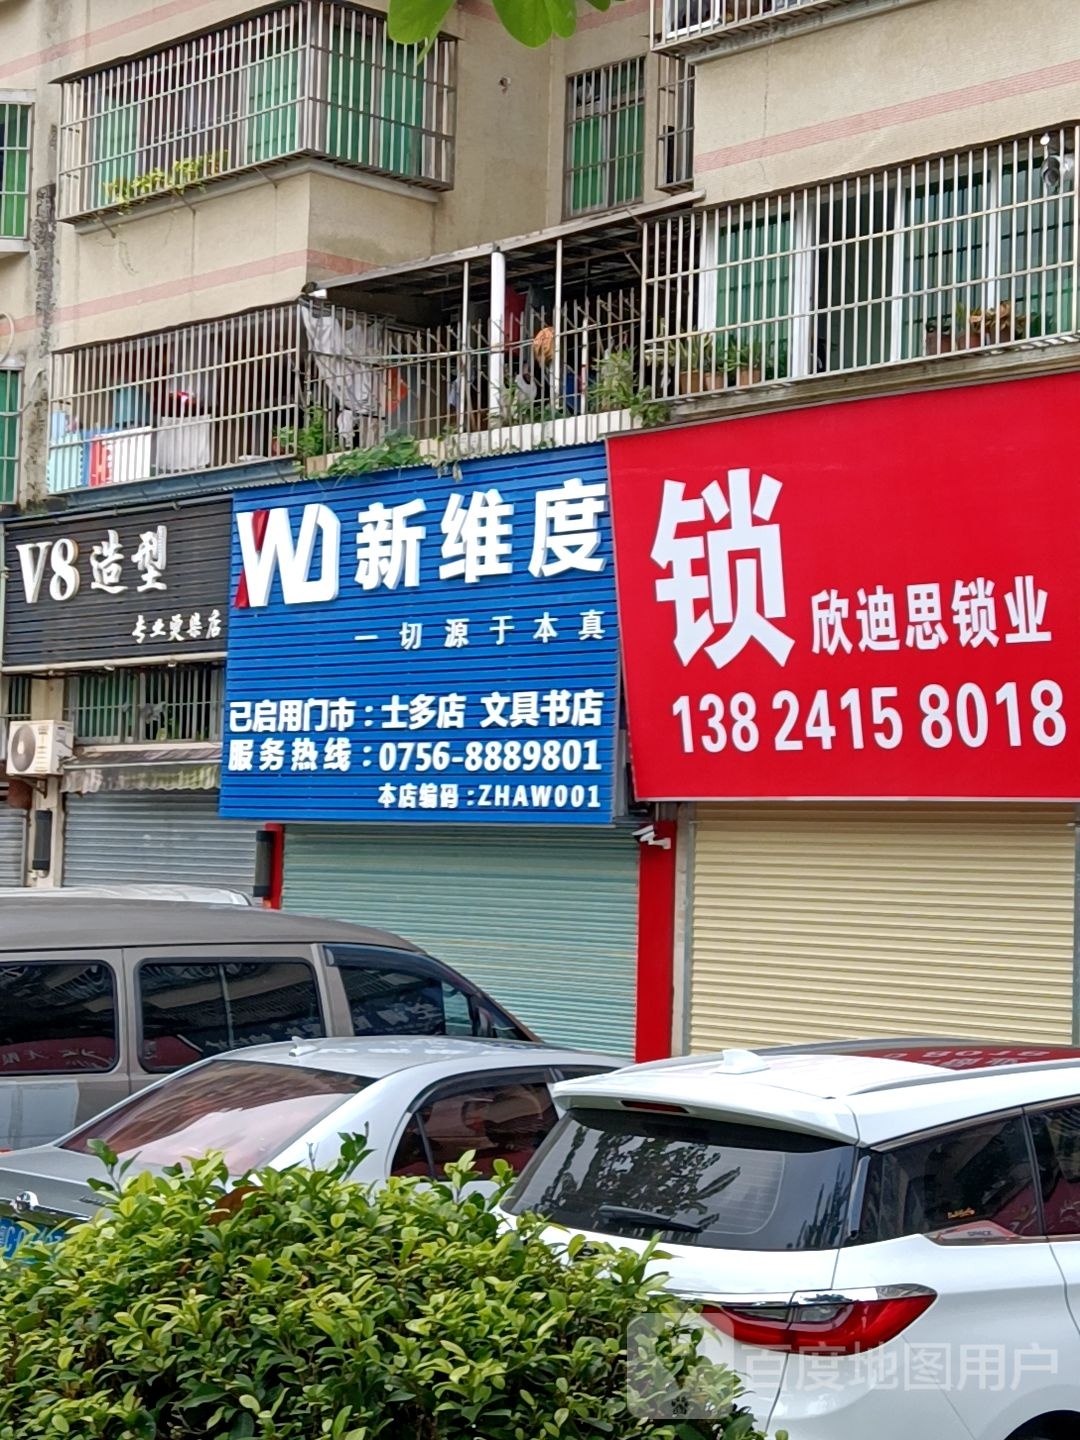 V8造型
专业烫染店
WD 新维度
一切源于本真
已启用门市：士多店 文具书店
服务热线：0756-8889801
本店编码：ZHAW001
锁
欣迪思锁业
138 2415 8018
百度地图用户